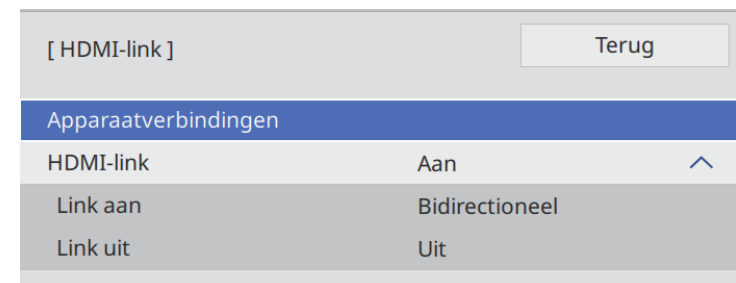 [ HDMI-link ]
Terug
Apparaatverbindingen
HDMI-link Aan
Link aan Bidirectioneel
Link uit Uit